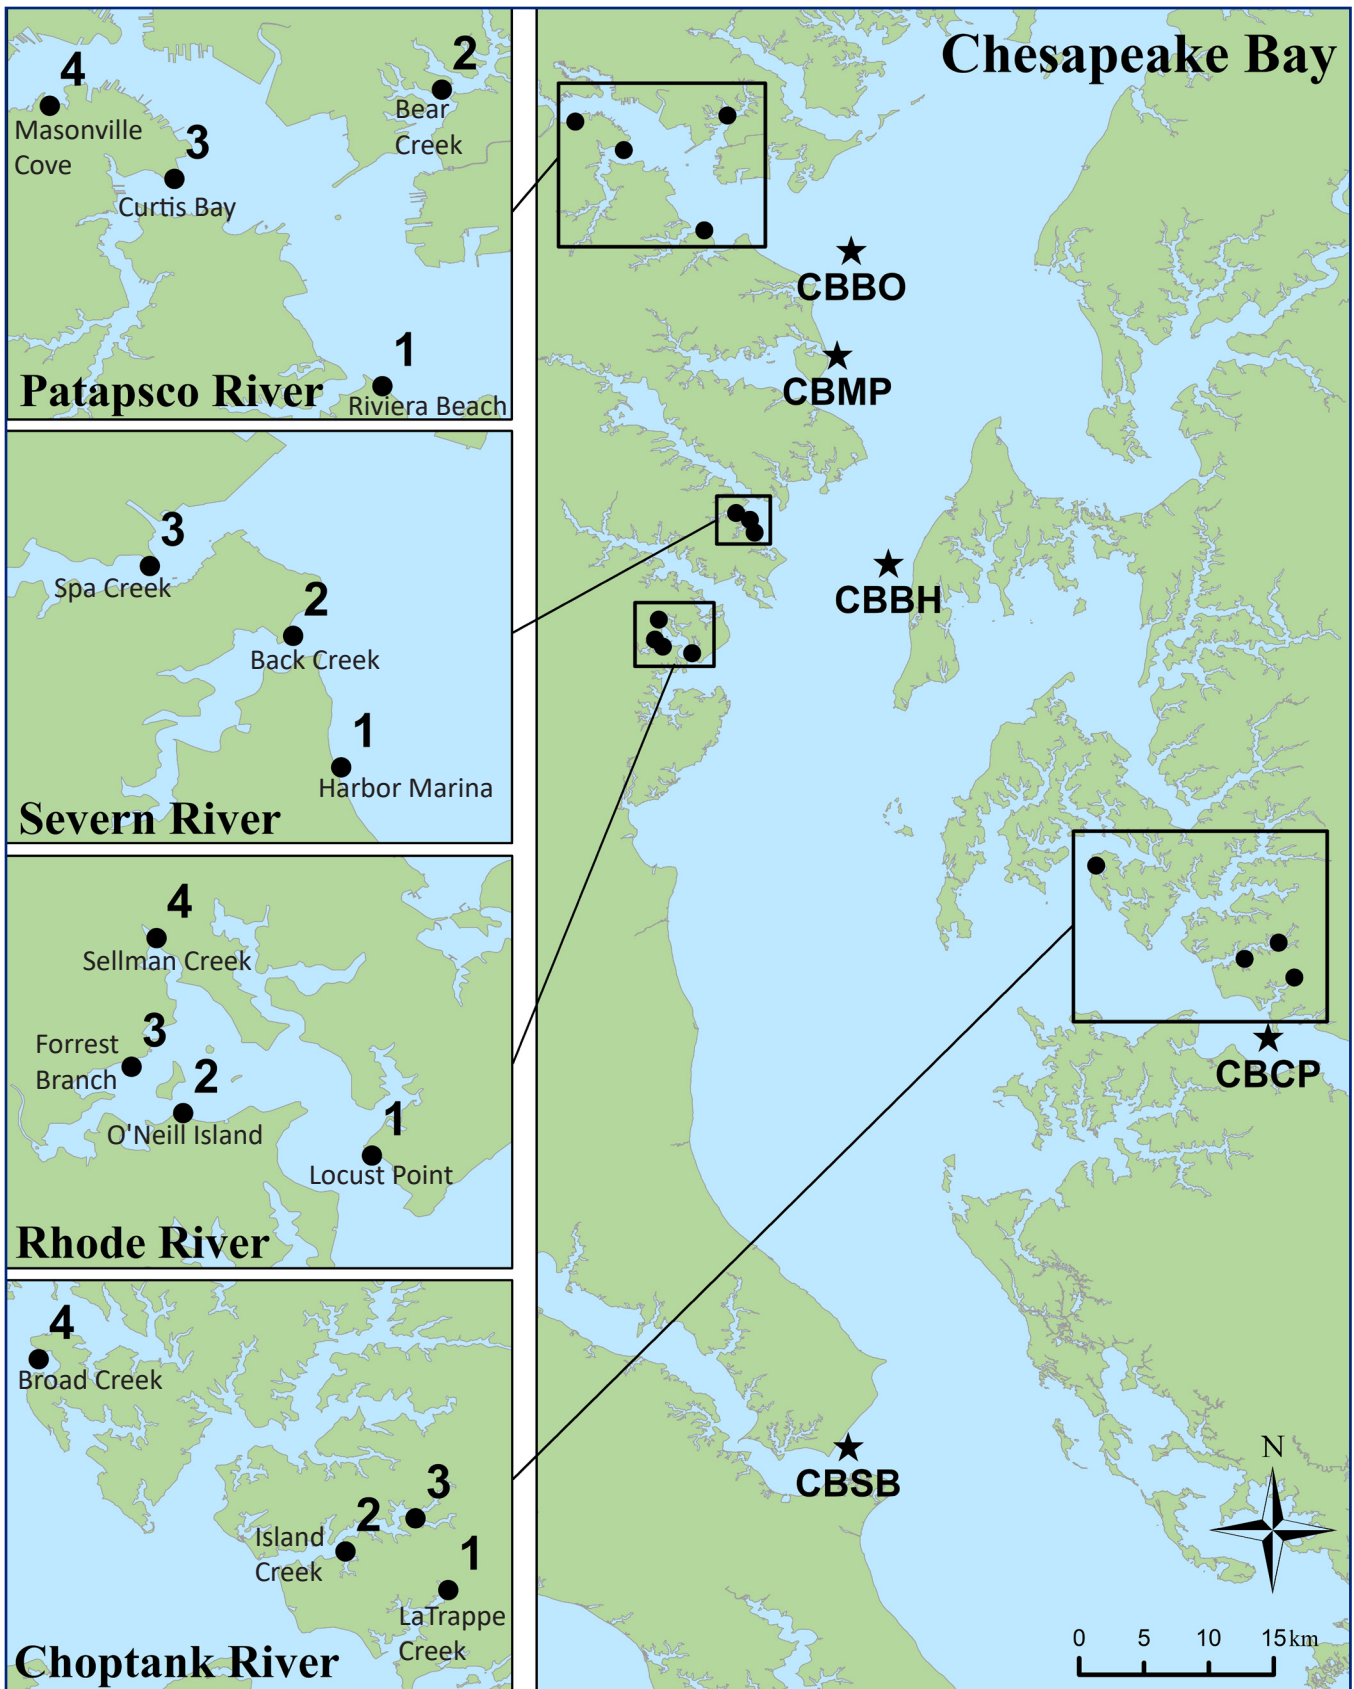 Chesapeake Bay
4
Masonville
Cove
2
Bear
Creek
3
Curtis Bay
1
Riviera Beach
Patapsco River
3
Spa Creek
2
Back Creek
1
Harbor Marina
Severn River
4
Sellman Creek
3
Forrest
Branch
2
O'Neill Island
1
Locust Point
Rhode River
4
Broad Creek
3
2
Island
Creek
1
LaTrappe
Creek
Choptank River
CBBO
CBMP
CBBH
CBCP
CBSB
N
0 5 10 15 km